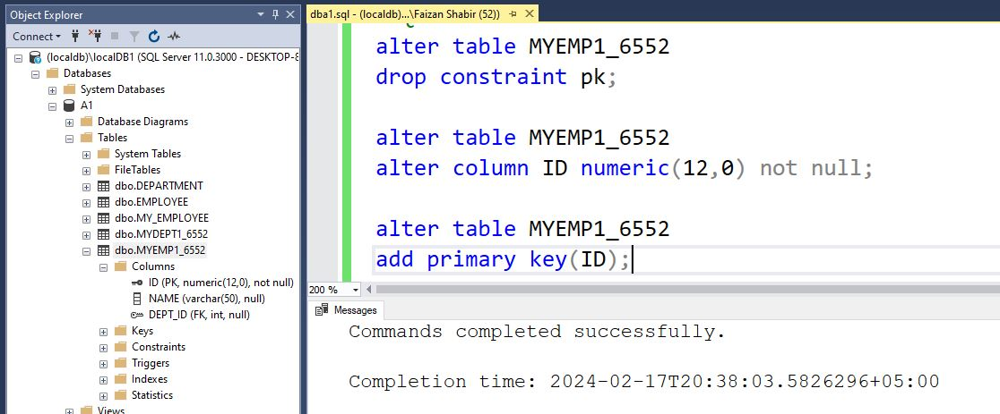 Object Explorer
Connect
(localdb)\localDB1 (SQL Server 11.0.3000 - DESKTOP-8
Databases
System Databases
A1
Database Diagrams
Tables
System Tables
FileTables
dbo.DEPARTMENT
dbo.EMPLOYEE
dbo.MY_EMPLOYEE
dbo.MYDEPT1_6552
dbo.MYEMP1_6552
Columns
ID (PK, numeric(12,0), not null)
NAME (varchar(50), null)
DEPT_ID (FK, int, null)
Keys
Constraints
Triggers
Indexes
Statistics
Views
dba1.sql - (localdb)...\Faizan Shabir (52))
alter table MYEMP1_6552
drop constraint pk;
alter table MYEMP1_6552
alter column ID numeric(12,0) not null;
alter table MYEMP1_6552
add primary key(ID);
200 %
Messages
Commands completed successfully.
Completion time: 2024-02-17T20:38:03.5826296+05:00